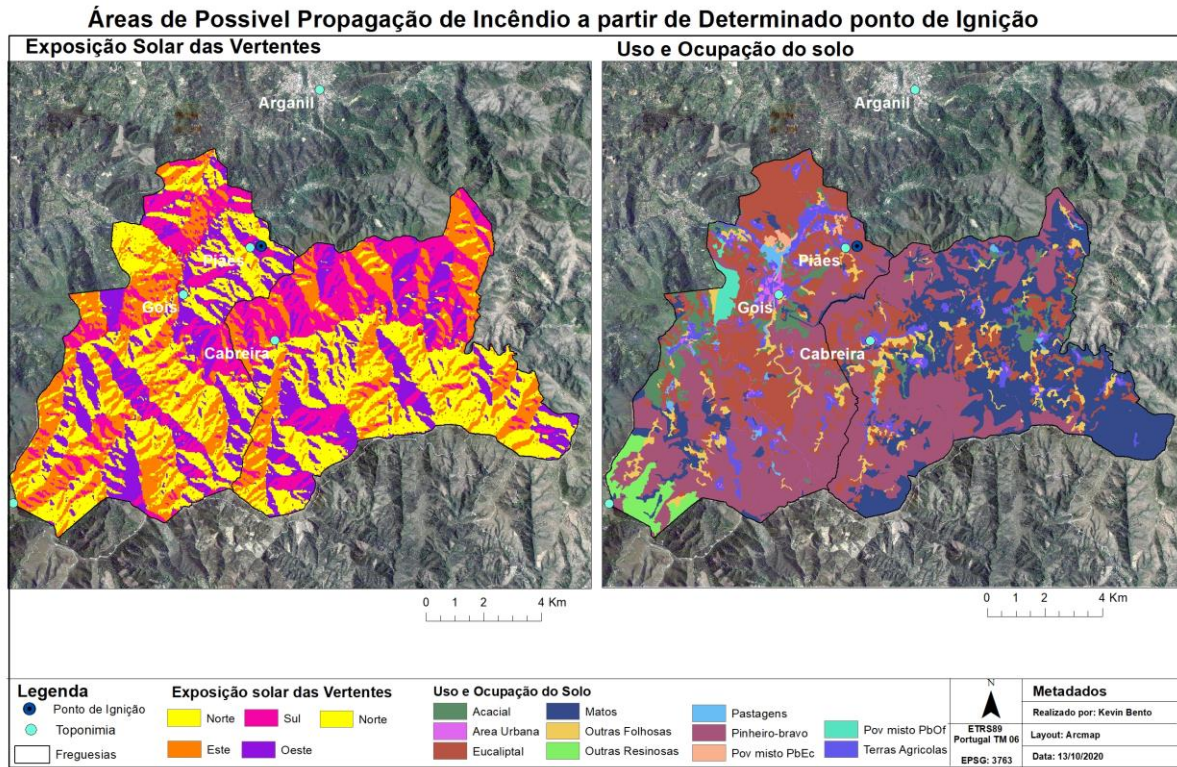 Áreas de Possivel Propagação de Incêndio a partir de Determinado ponto de Ignição
Exposição Solar das Vertentes
Uso e Ocupação do solo
Arganil
Piães
Gois
Cabreira
0 1 2 4 Km
Arganil
Piães
Gois
Cabreira
0 1 2 4 Km
Legenda
Ponto de Ignição
Toponimia
Freguesias
Exposição solar das Vertentes
Norte
Sul
Norte
Este
Oeste
Uso e Ocupação do Solo
Acacial
Area Urbana
Eucaliptal
Matos
Outras Folhosas
Outras Resinosas
Pastagens
Pinheiro-bravo
Pov misto PbEc
Pov misto PbOf
Terras Agricolas
N
ETRS89
Portugal TM 06
EPSG: 3763
Metadados
Realizado por: Kevin Bento
Layout: Arcmap
Data: 13/10/2020